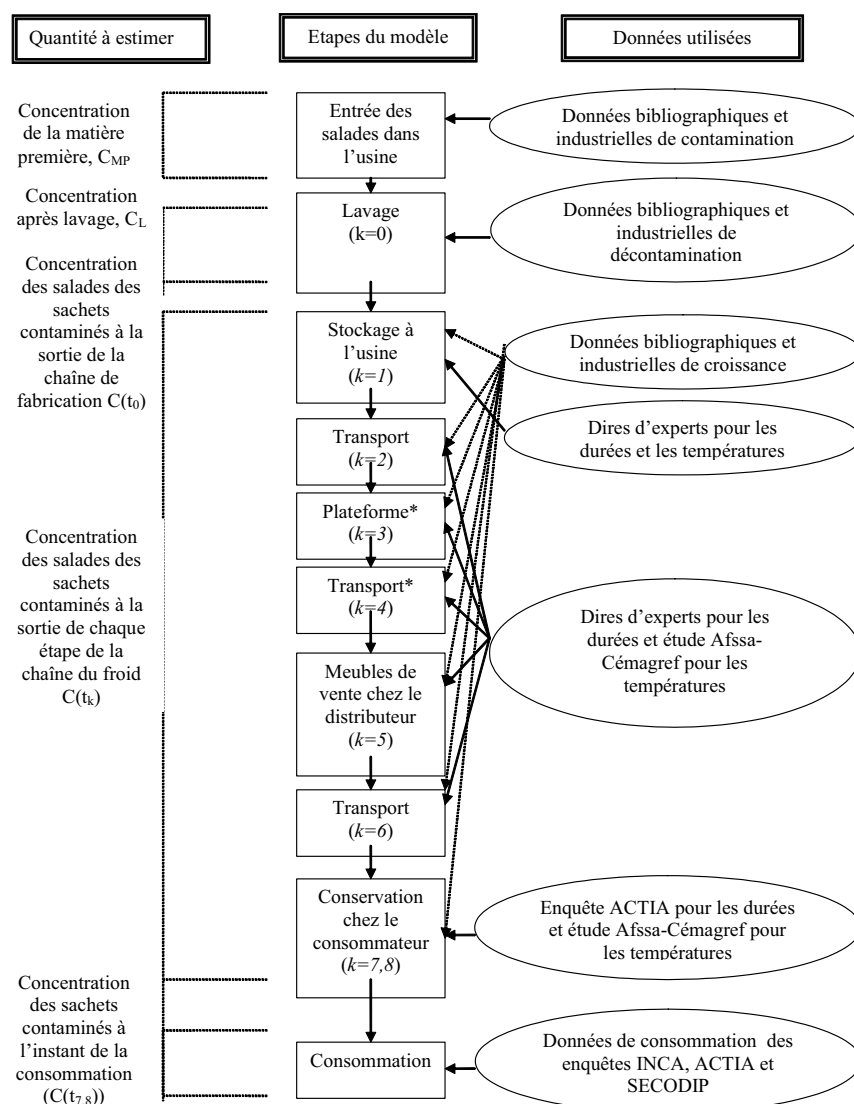 Quantité à estimer
Etapes du modèle
Données utilisées
Concentration
de la matière
première, C_MP
Entrée des
salades dans
l’usine
Données bibliographiques et
industrielles de contamination
Concentration
après lavage, C_L
Lavage
(k=0)
Données bibliographiques et
industrielles de
décontamination
Concentration
des salades des
sachets
contaminés à la
sortie de la
chaîne de
fabrication C(t₀)
Stockage à
l’usine
(k=1)
Données bibliographiques et
industrielles de croissance
Transport
(k=2)
Dires d’experts pour les
durées et les températures
Plateforme*
(k=3)
Concentration
des salades des
sachets
contaminés à la
sortie de chaque
étape de la
chaîne du froid
C(t_k)
Transport*
(k=4)
Dires d’experts pour les
durées et étude Afssa-
Cémagref pour les
températures
Meubles de
vente chez le
distributeur
(k=5)
Transport
(k=6)
Conservation
chez le
consommateur
(k=7,8)
Enquête ACTIA pour les durées
et étude Afssa-Cémagref pour
les températures
Concentration
des sachets
contaminés à
l’instant de la
consommation
(C(t_7,8))
Consommation
Données de consommation des
enquêtes INCA, ACTIA et
SECODIP